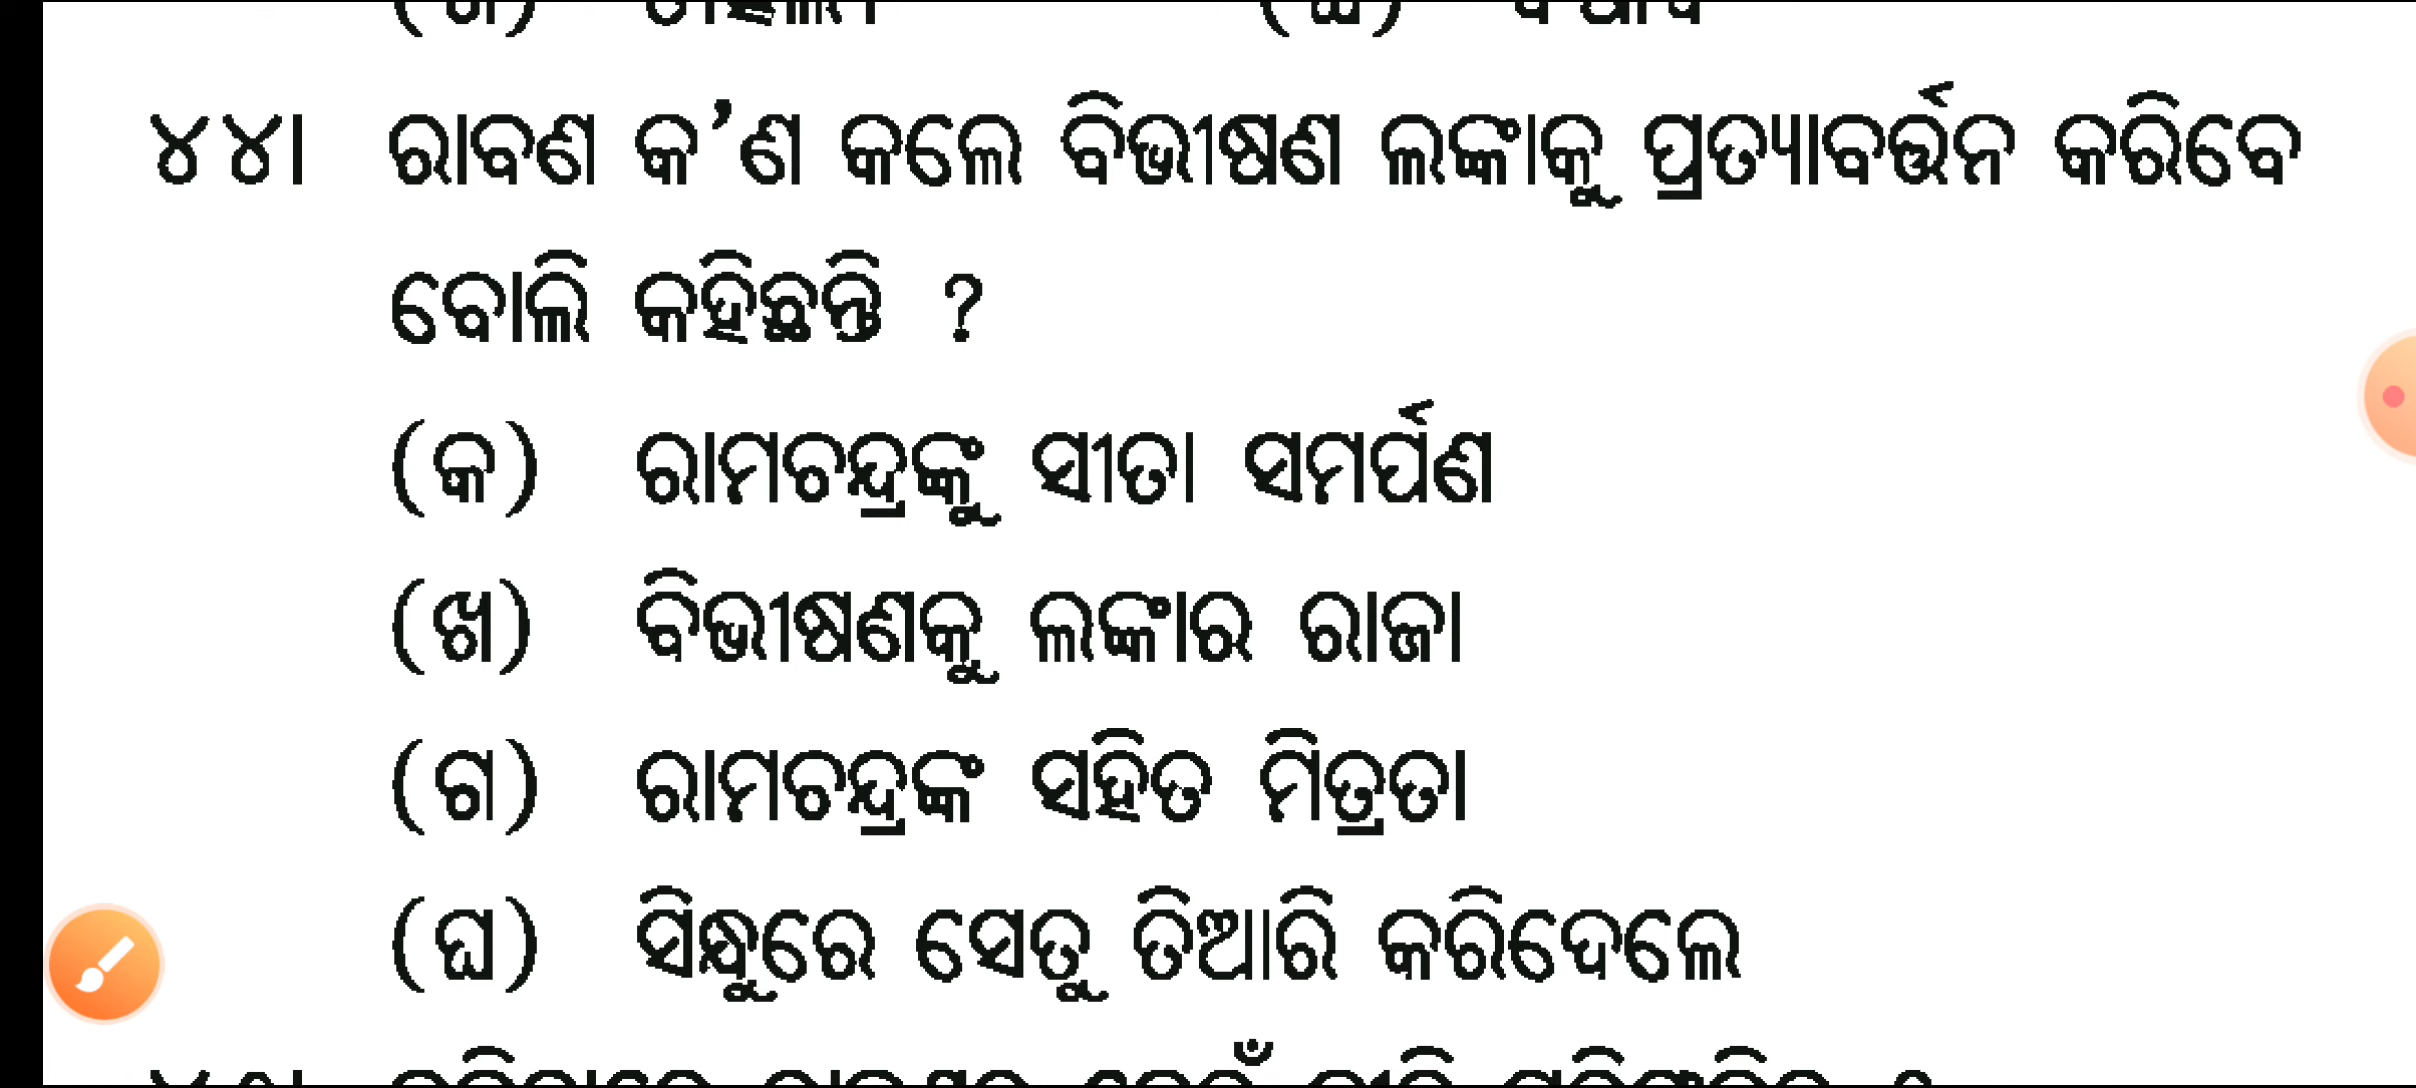 ୪୪। ରାବଣ କ’ଣ କଲେ ବିଭୀଷଣ ଲଙ୍କାକୁ ପ୍ରତ୍ୟାବର୍ତ୍ତନ କରିବେ
ବୋଲି କହିଛନ୍ତି ?
(କ) ରାମଚନ୍ଦ୍ରଙ୍କୁ ସୀତା ସମର୍ପଣ
(ଖ) ବିଭୀଷଣକୁ ଲଙ୍କାର ରାଜା
(ଗ) ରାମଚନ୍ଦ୍ରଙ୍କ ସହିତ ମିତ୍ରତା
(ଘ) ସିନ୍ଧୁରେ ସେତୁ ତିଆରି କରିଦେଲେ